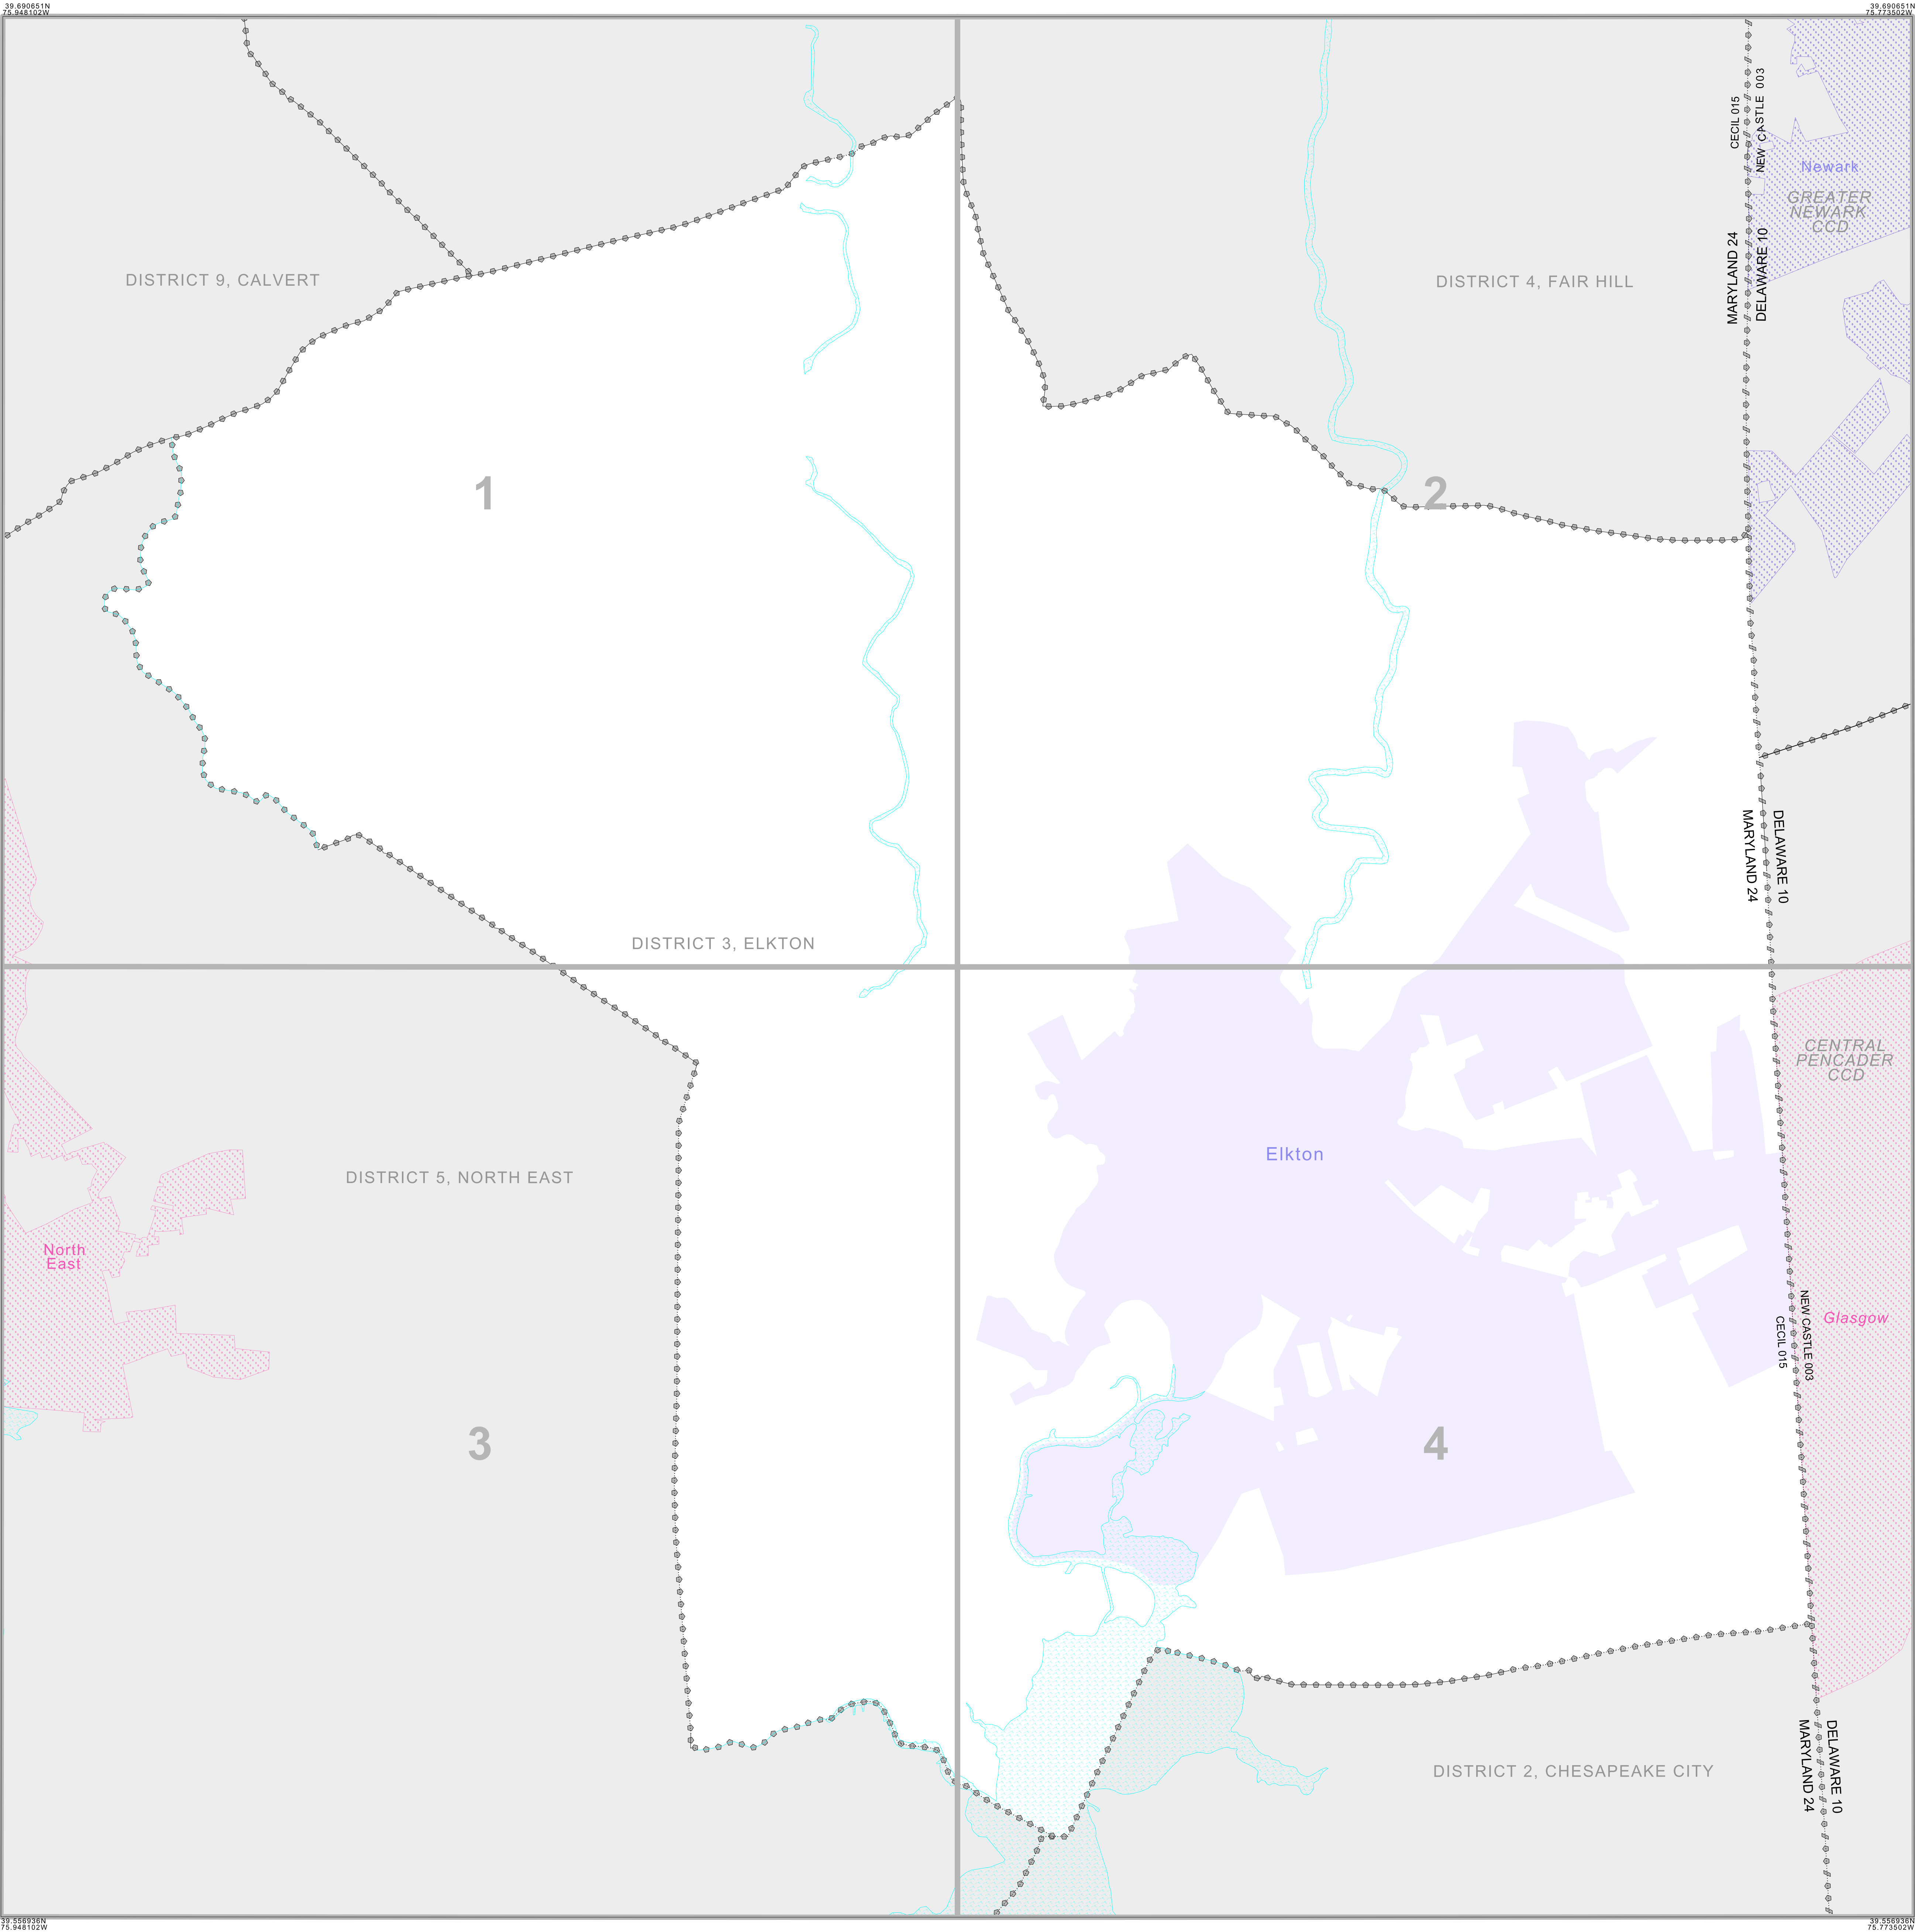 39.690651N
75.948102W
39.690651N
75.773502W
CECIL 015
NEW CASTLE 003
Newark
GREATER
NEWARK
CCD
MARYLAND 24
DELAWARE 10
DISTRICT 9, CALVERT
DISTRICT 4, FAIR HILL
1
2
MARYLAND 24
DELAWARE 10
DISTRICT 3, ELKTON
CENTRAL
PENCADER
CCD
Elkton
DISTRICT 5, NORTH EAST
North
East
NEW CASTLE 003
CECIL 015
Glasgow
3
4
DELAWARE 10
MARYLAND 24
DISTRICT 2, CHESAPEAKE CITY
39.556936N
75.948102W
39.556936N
75.773502W